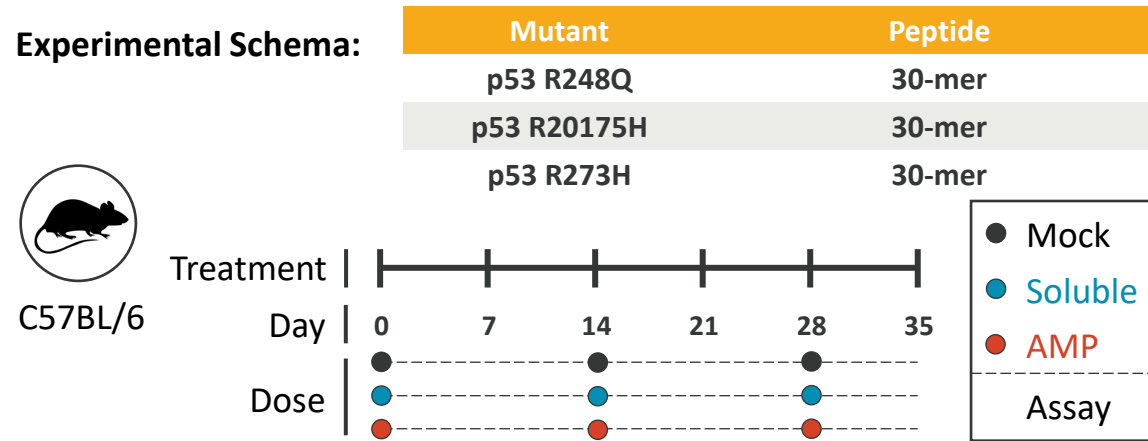 Experimental Schema:
Mutant Peptide
p53 R248Q 30-mer
p53 R20175H 30-mer
p53 R273H 30-mer
C57BL/6
Treatment
Day 0 7 14 21 28 35
Dose
Mock
Soluble
AMP
Assay